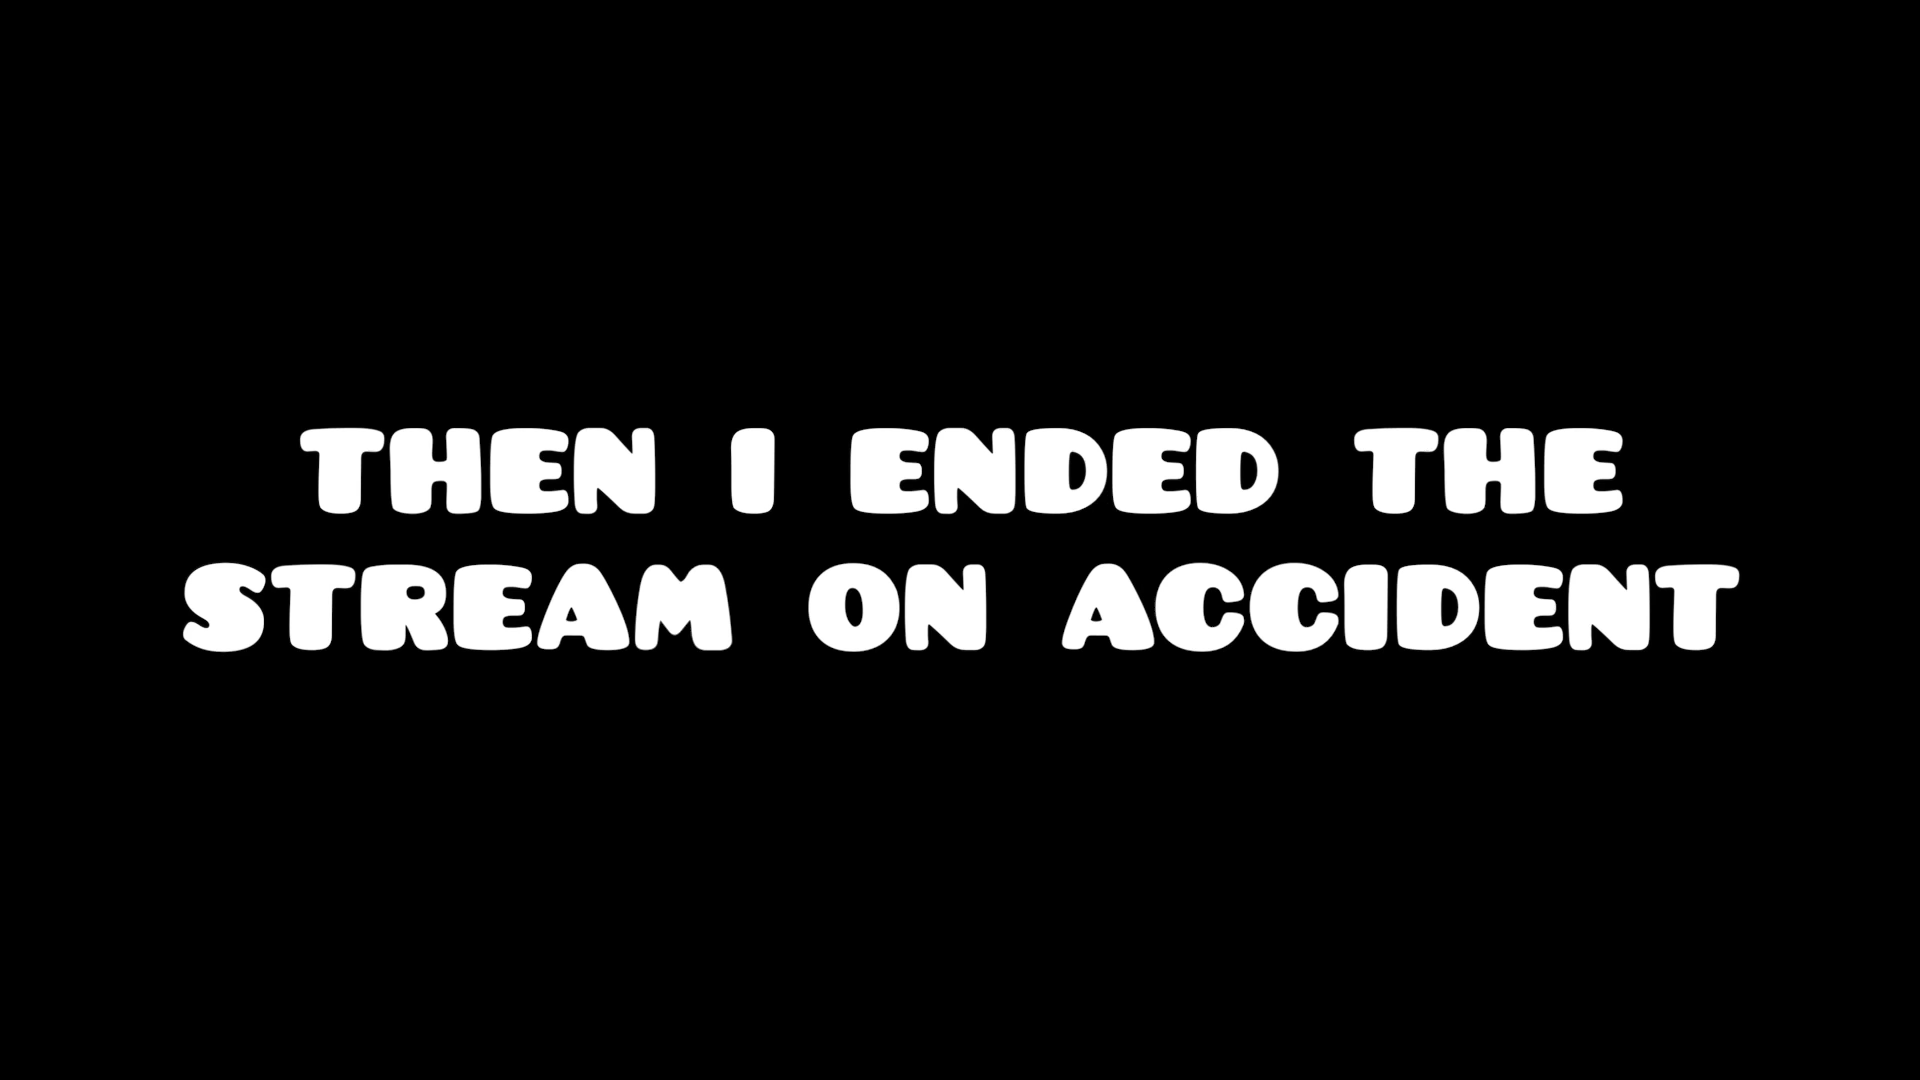 THEN I ENDED THE
STREAM ON ACCIDENT